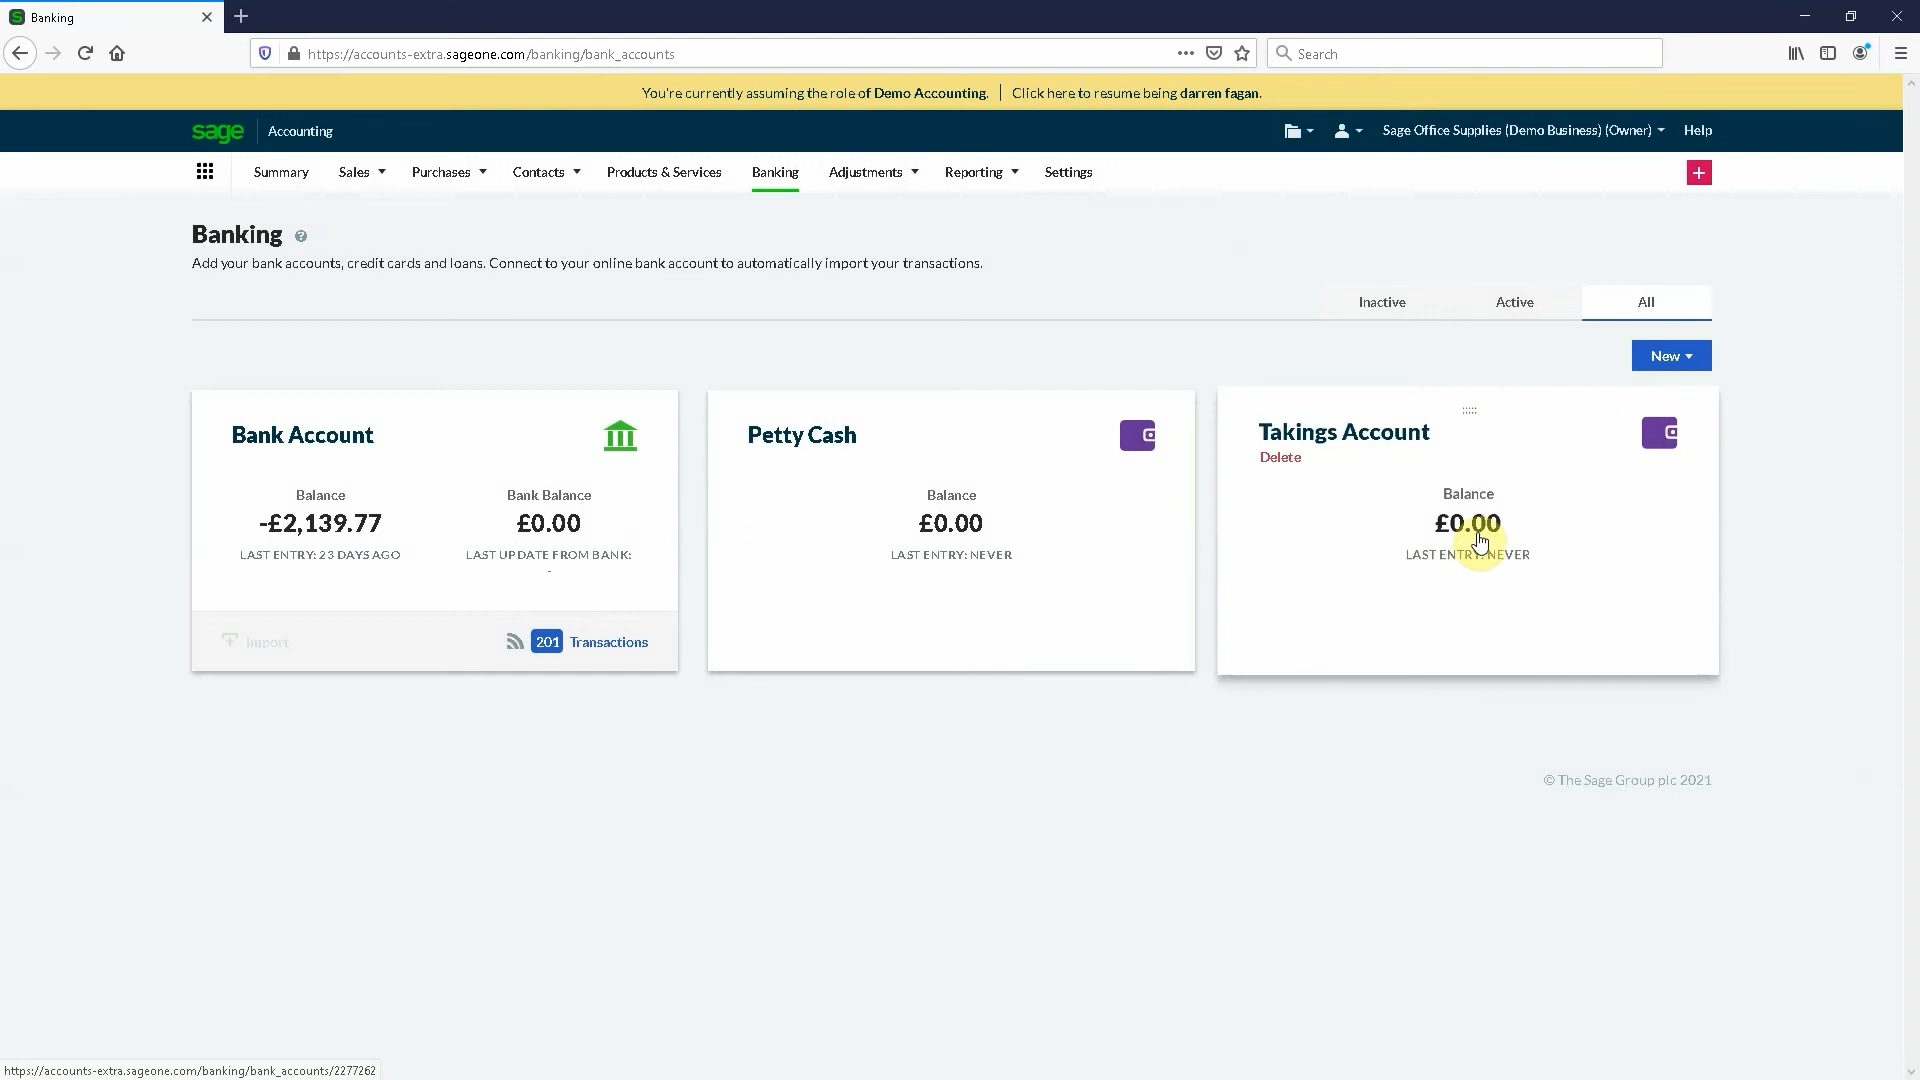 Banking
https://accounts-extra.sageone.com/banking/bank_accounts
Search
You're currently assuming the role of Demo Accounting. | Click here to resume being darren fagan.
sage Accounting
Sage Office Supplies (Demo Business) (Owner) Help
Summary Sales Purchases Contacts Products & Services Banking Adjustments Reporting Settings
Banking
Add your bank accounts, credit cards and loans. Connect to your online bank account to automatically import your transactions.
Inactive Active All
New
Bank Account
Balance
-£2,139.77
LAST ENTRY: 23 DAYS AGO
Bank Balance
£0.00
LAST UPDATE FROM BANK:
-
Import
201 Transactions
Petty Cash
Balance
£0.00
LAST ENTRY: NEVER
Takings Account
Delete
Balance
£0.00
LAST ENTRY: NEVER
© The Sage Group plc 2021
https://accounts-extra.sageone.com/banking/bank_accounts/2277262